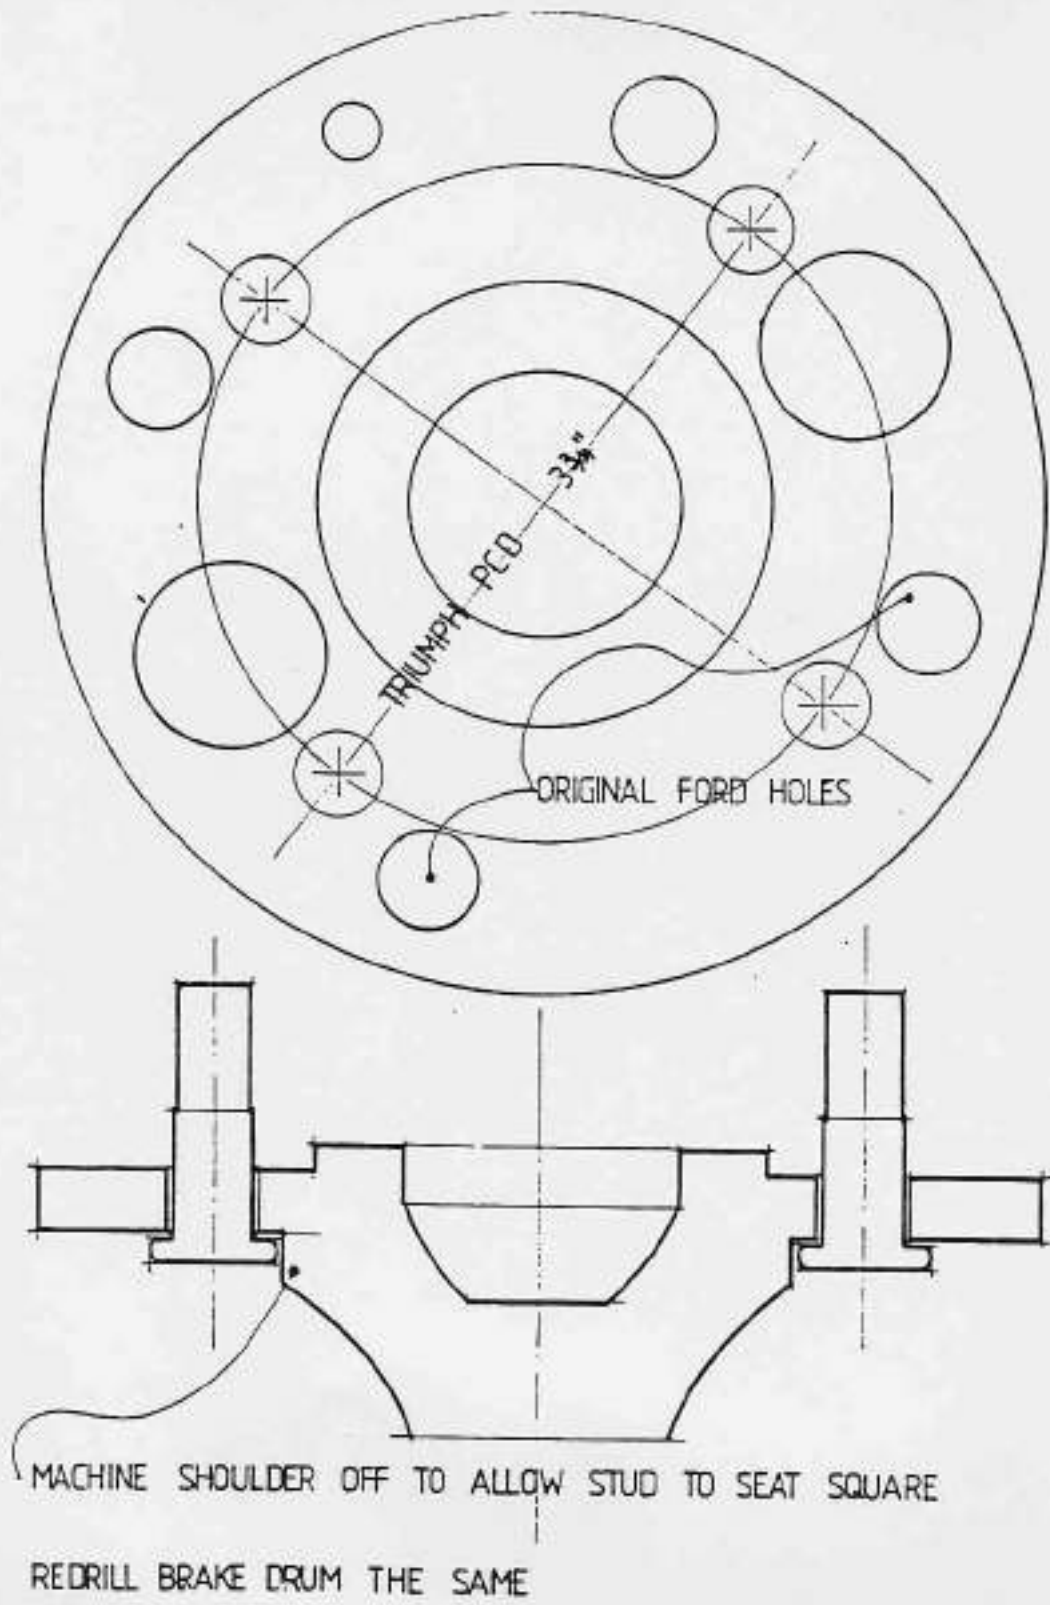 TRIUMPH PCD 3¾"
ORIGINAL FORD HOLES
MACHINE SHOULDER OFF TO ALLOW STUD TO SEAT SQUARE
REDRILL BRAKE DRUM THE SAME